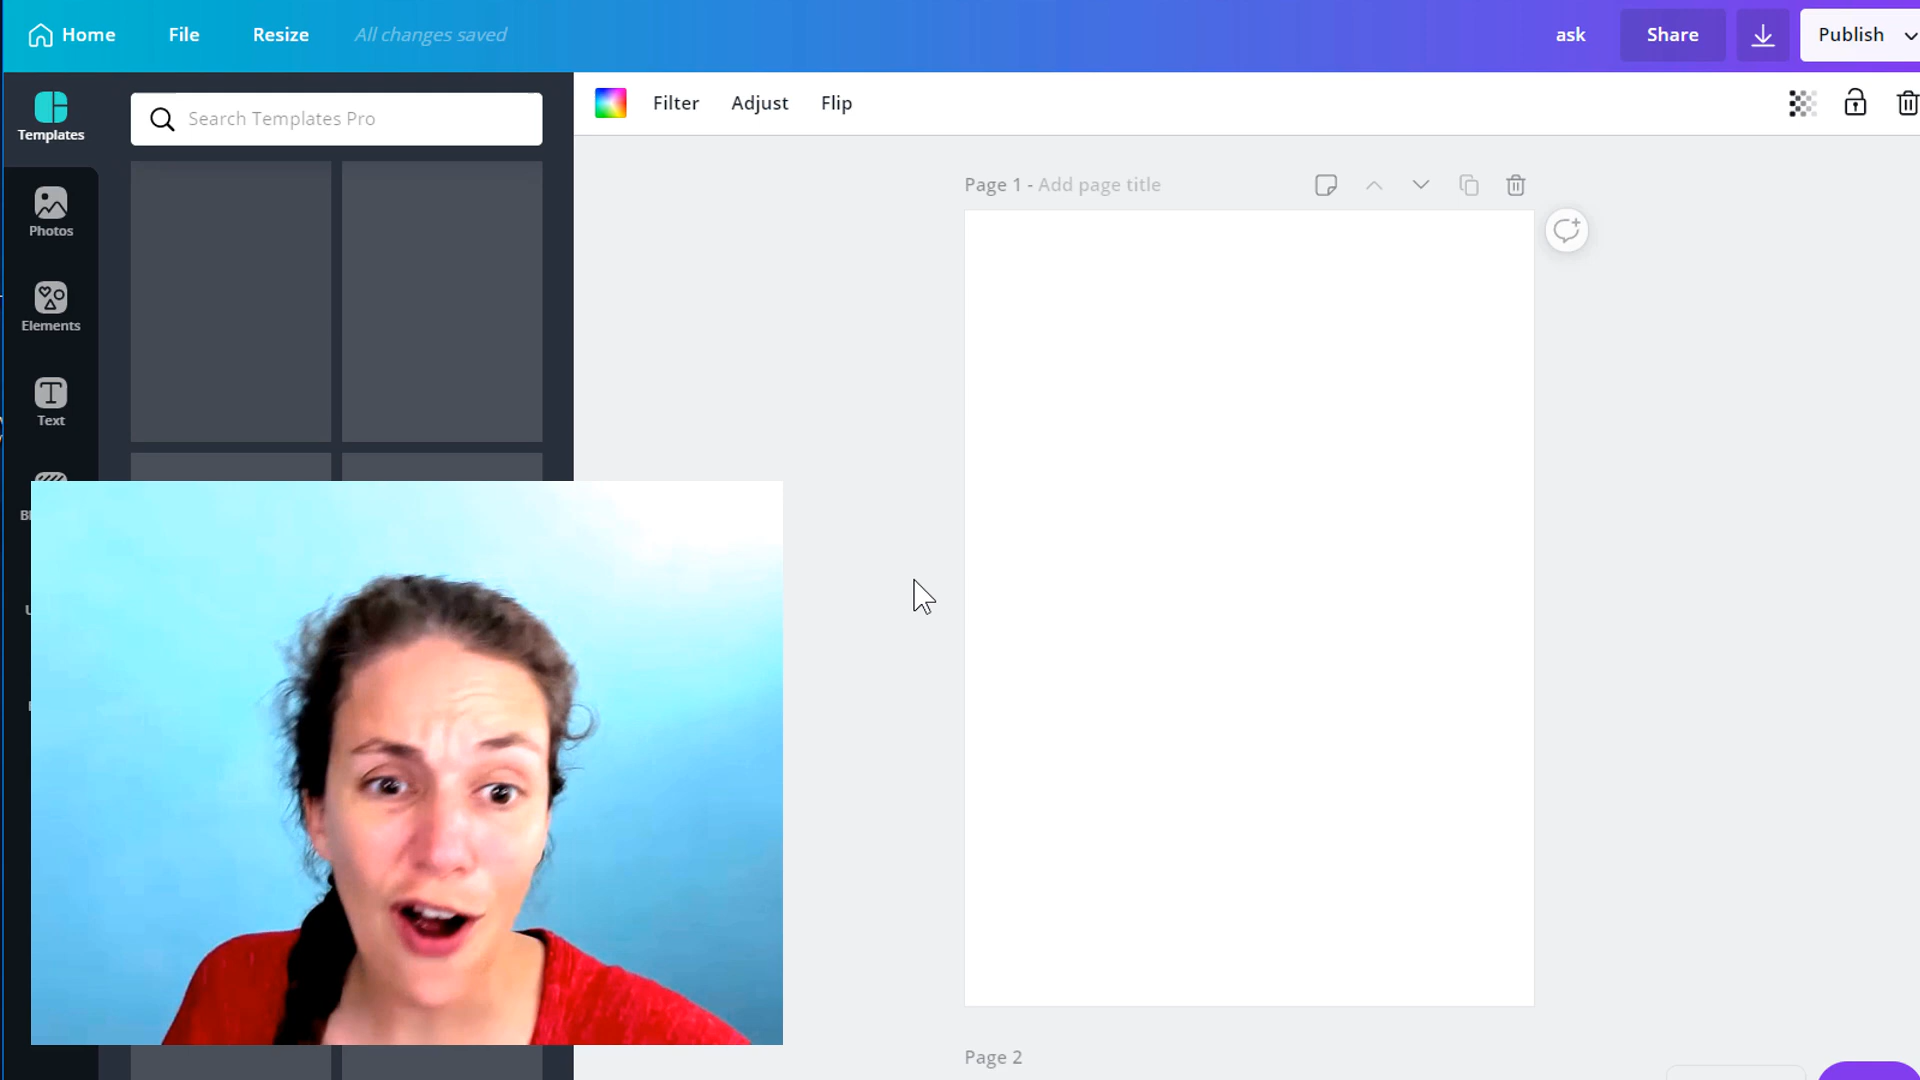 Home
File
Resize
All changes saved
ask
Share
Publish
Templates
Search Templates Pro
Filter
Adjust
Flip
Photos
Page 1 - Add page title
Elements
Text
Page 2